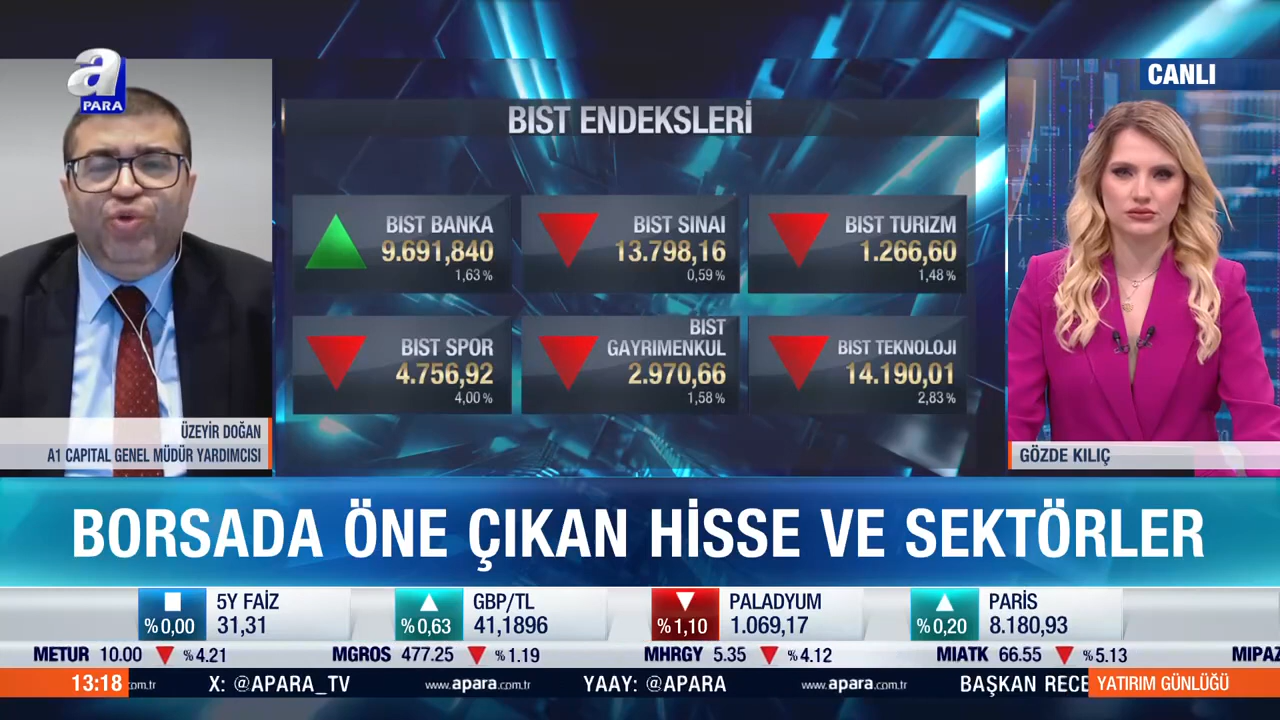 a
PARA
CANLI
BIST ENDEKSLERİ
BIST BANKA
9.691,840
1,63 %
BIST SINAI
13.798,16
0,59 %
BIST TURIZM
1.266,60
1,48 %
BIST SPOR
4.756,92
4,00 %
BIST
GAYRIMENKUL
2.970,66
1,58 %
BIST TEKNOLOJI
14.190,01
2,83 %
ÜZEYİR DOĞAN
A1 CAPITAL GENEL MÜDÜR YARDIMCISI
GÖZDE KILIÇ
BORSADA ÖNE ÇIKAN HİSSE VE SEKTÖRLER
%0,00 5Y FAİZ 31,31
%0,63 GBP/TL 41,1896
%1,10 PALADYUM 1.069,17
%0,20 PARİS 8.180,93
METUR 10.00 %4.21 MGROS 477.25 %1.19 MHRGY 5.35 %4.12 MIATK 66.55 %5.13 MIPAZ
13:18 com.tr X: @APARA_TV www.apara.com.tr YAAY: @APARA www.apara.com.tr BAŞKAN RECE YATIRIM GÜNLÜĞÜ